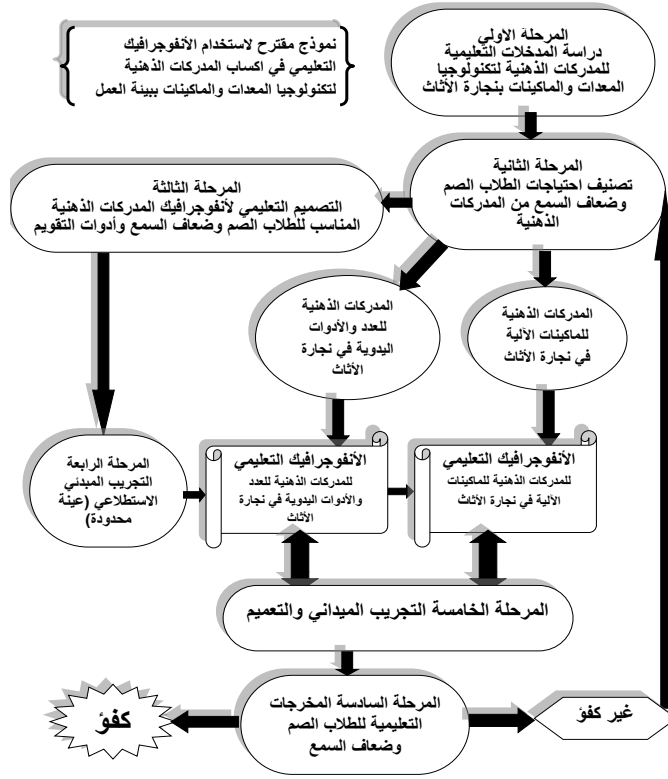 نموذج مقترح لاستخدام الأنفوجرافيك
التعليمي في اكساب المدركات الذهنية
لتكنولوجيا المعدات والماكينات ببيئة العمل
المرحلة الاولي
دراسة المدخلات التعليمية
للمدركات الذهنية لتكنولوجيا
المعدات والماكينات بنجارة الأثاث
المرحلة الثانية
تصنيف احتياجات الطلاب الصم
وضعاف السمع من المدركات
الذهنية
المرحلة الثالثة
التصميم التعليمي لأنفوجرافيك المدركات الذهنية
المناسب للطلاب الصم وضعاف السمع وأدوات التقويم
المدركات الذهنية
للماكينات الآلية
في نجارة الأثاث
المدركات الذهنية
للعدد والأدوات
اليدوية في نجارة
الأثاث
المرحلة الرابعة
التجريب المبدئي
الاستطلاعي (عينة
محدودة)
الأنفوجرافيك التعليمي
للمدركات الذهنية للعدد
والأدوات اليدوية في نجارة
الأثاث
الأنفوجرافيك التعليمي
للمدركات الذهنية للماكينات
الآلية في نجارة الأثاث
المرحلة الخامسة التجريب الميداني والتعميم
المرحلة السادسة المخرجات
التعليمية للطلاب الصم
وضعاف السمع
غير كفؤ
كفؤ